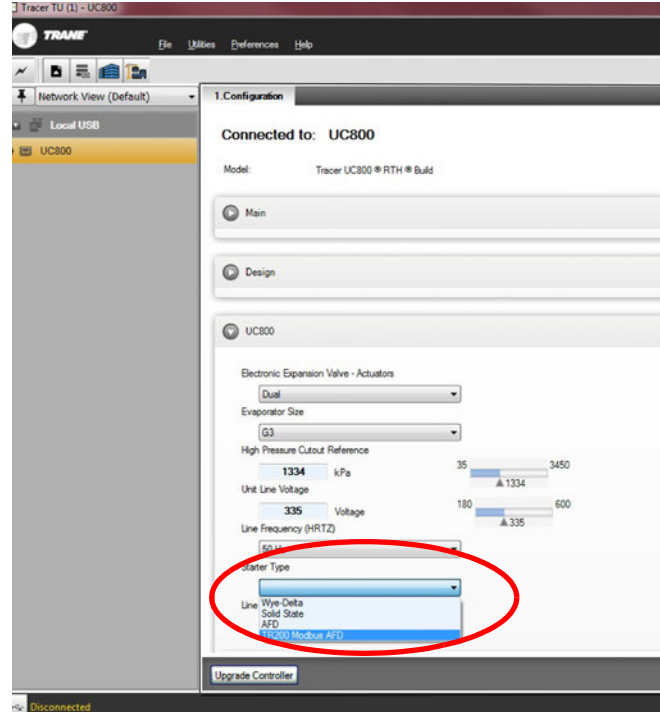 Tracer TU (1) - UC800
TRANE
File Utilities Preferences Help
Network View (Default)
Local USB
UC800
1.Configuration
Connected to: UC800
Model: Tracer UC800 ® RTH ® Build
Main
Design
UC800
Electronic Expansion Valve - Actuators
Dual
Evaporator Size
G3
High Pressure Cutout Reference
1334 kPa
35 3450
1334
Unit Line Voltage
335 Voltage
180 600
335
Line Frequency (HRTZ)
50 Hz
Starter Type
Line
Wye-Delta
Solid State
AFD
TR200 Modbus AFD
Upgrade Controller
Disconnected